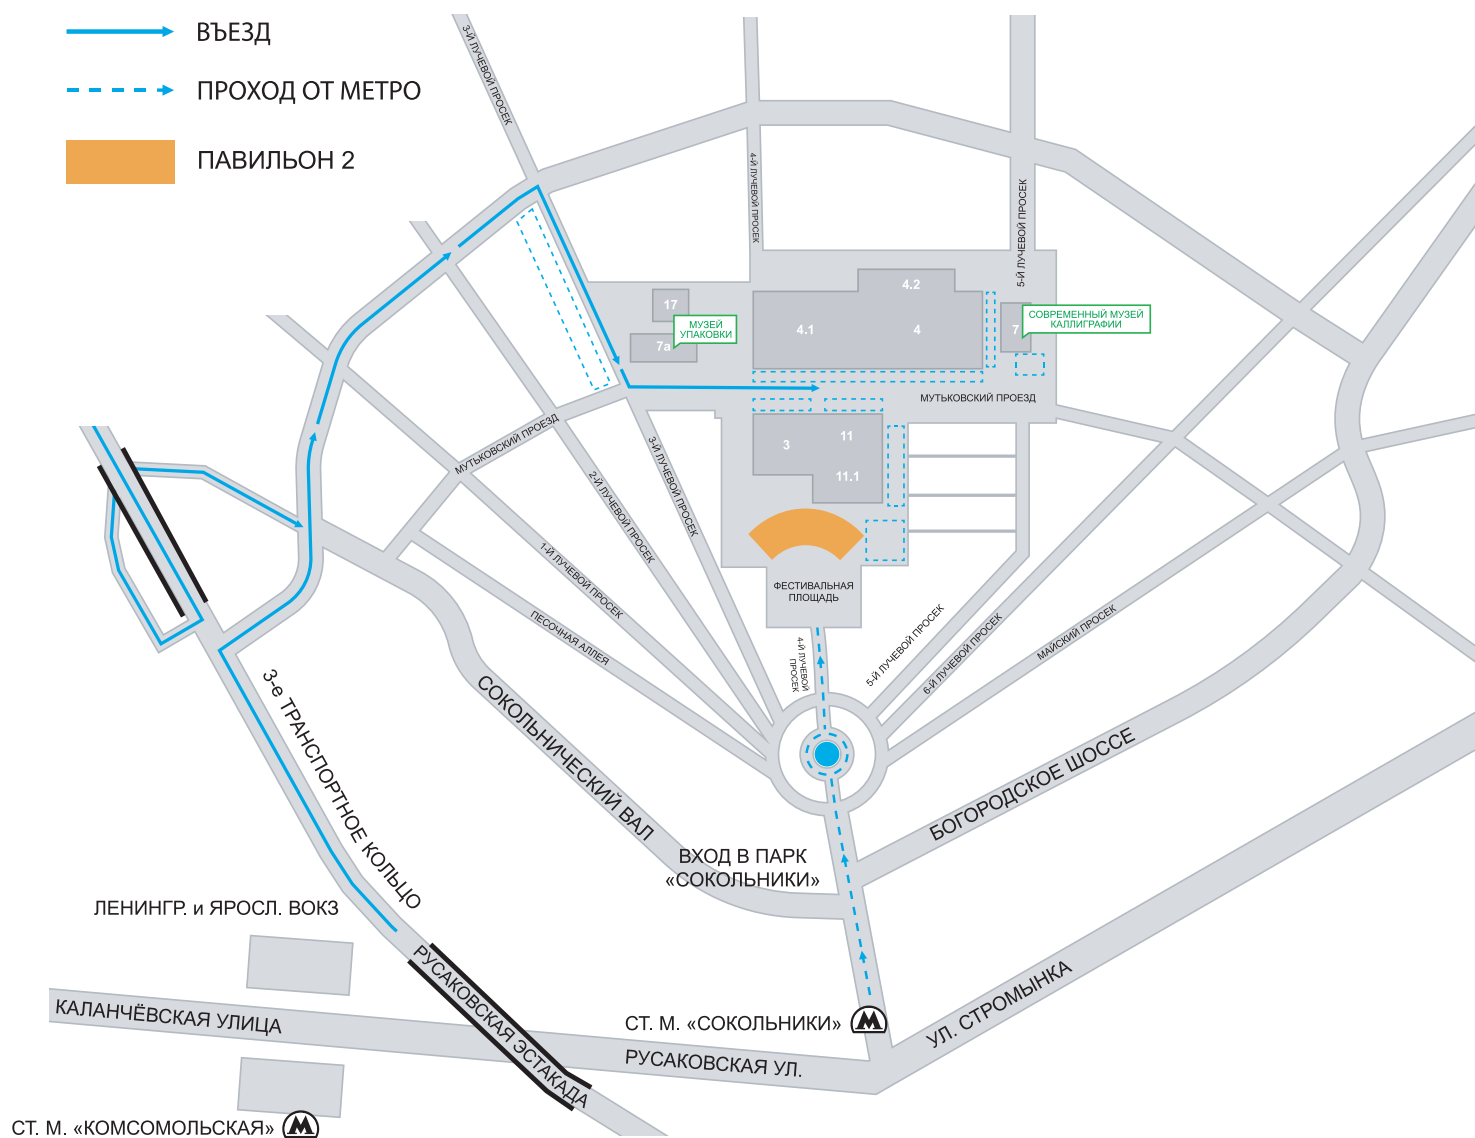 ВЪЕЗД
ПРОХОД ОТ МЕТРО
ПАВИЛЬОН 2
3-Й ЛУЧЕВОЙ ПРОСЕК
4-Й ЛУЧЕВОЙ ПРОСЕК
5-Й ЛУЧЕВОЙ ПРОСЕК
17
7а
МУЗЕЙ
УПАКОВКИ
4.2
4.1
4
7
СОВРЕМЕННЫЙ МУЗЕЙ
КАЛЛИГРАФИИ
МУТЬКОВСКИЙ ПРОЕЗД
МУТЬКОВСКИЙ ПРОЕЗД
3
11
11.1
3-Й ЛУЧЕВОЙ ПРОСЕК
2-Й ЛУЧЕВОЙ ПРОСЕК
1-Й ЛУЧЕВОЙ ПРОСЕК
ПЕСОЧНАЯ АЛЛЕЯ
ФЕСТИВАЛЬНАЯ
ПЛОЩАДЬ
4-Й ЛУЧЕВОЙ
ПРОСЕК
5-Й ЛУЧЕВОЙ ПРОСЕК
6-Й ЛУЧЕВОЙ ПРОСЕК
МАЙСКИЙ ПРОСЕК
3-е ТРАНСПОРТНОЕ КОЛЬЦО
СОКОЛЬНИЧЕСКИЙ ВАЛ
БОГОРОДСКОЕ ШОССЕ
ВХОД В ПАРК
«СОКОЛЬНИКИ»
ЛЕНИНГР. и ЯРОСЛ. ВОКЗ
РУСАКОВСКАЯ ЭСТАКАДА
КАЛАНЧЁВСКАЯ УЛИЦА
СТ. М. «СОКОЛЬНИКИ» М
УЛ. СТРОМЫНКА
РУСАКОВСКАЯ УЛ.
СТ. М. «КОМСОМОЛЬСКАЯ» М